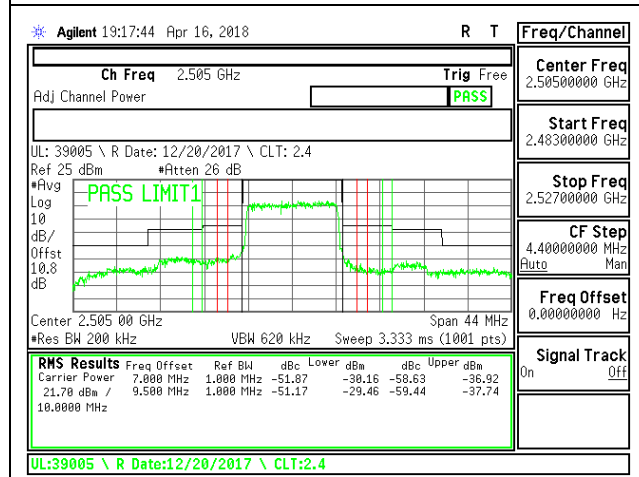 Agilent 19:17:44 Apr 16, 2018 R T
Freq/Channel
Ch Freq 2.505 GHz Trig Free
Adj Channel Power PASS
UL: 39005 \ R Date: 12/20/2017 \ CLT: 2.4
Ref 25 dBm #Atten 26 dB
#Avg
Log
10
dB/
Offst
10.8
dB
PASS LIMIT1
Center 2.505 00 GHz Span 44 MHz
#Res BW 200 kHz VBW 620 kHz Sweep 3.333 ms (1001 pts)
RMS Results Freq Offset Ref BW dBc Lower dBm dBc Upper dBm
Carrier Power 7.000 MHz 1.000 MHz -51.87 -30.16 -58.63 -36.92
21.70 dBm / 9.500 MHz 1.000 MHz -51.17 -29.46 -59.44 -37.74
10.0000 MHz
UL:39005 \ R Date:12/20/2017 \ CLT:2.4
Center Freq
2.50500000 GHz
Start Freq
2.48300000 GHz
Stop Freq
2.52700000 GHz
CF Step
4.40000000 MHz
Auto Man
Freq Offset
0.00000000 Hz
Signal Track
On Off